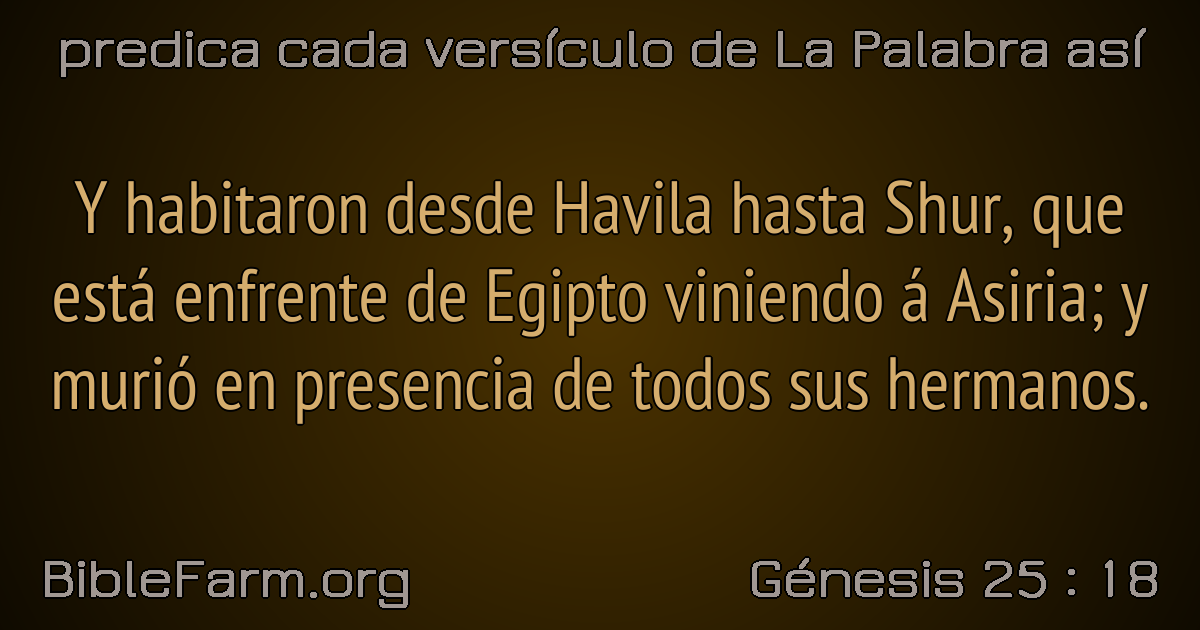 predica cada versículo de La Palabra así
Y habitaron desde Havila hasta Shur, que
está enfrente de Egipto viniendo á Asiria; y
murió en presencia de todos sus hermanos.
BibleFarm.org
Génesis 25 : 18